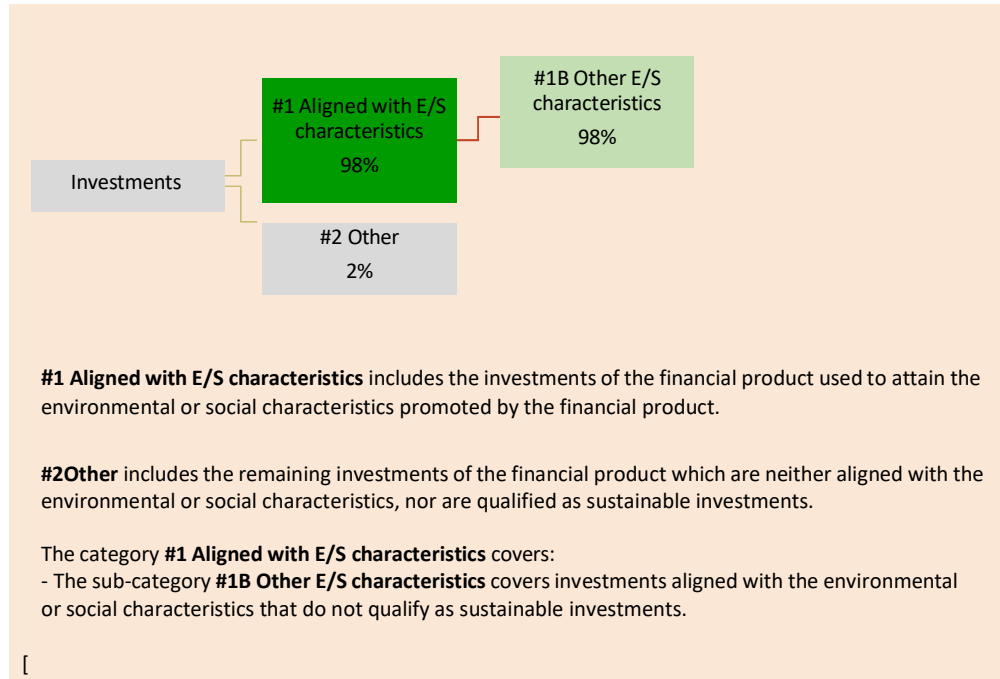 Investments
#1 Aligned with E/S
characteristics
98%
#1B Other E/S
characteristics
98%
#2 Other
2%
#1 Aligned with E/S characteristics includes the investments of the financial product used to attain the
environmental or social characteristics promoted by the financial product.
#2Other includes the remaining investments of the financial product which are neither aligned with the
environmental or social characteristics, nor are qualified as sustainable investments.
The category #1 Aligned with E/S characteristics covers:
- The sub-category #1B Other E/S characteristics covers investments aligned with the environmental
or social characteristics that do not qualify as sustainable investments.
[